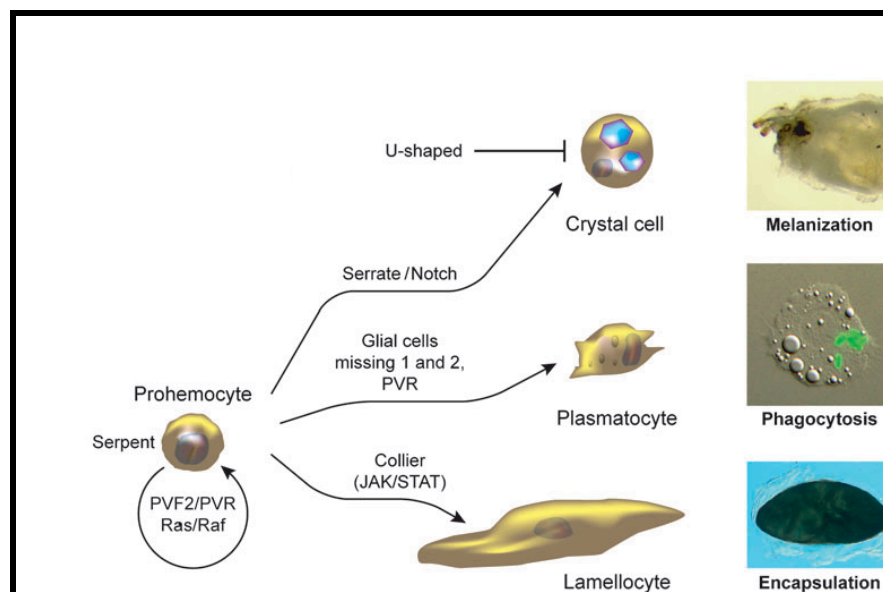 U-shaped
Crystal cell
Melanization
Serrate/Notch
Glial cells
missing 1 and 2,
PVR
Prohemocyte
Serpent
Plasmatocyte
Phagocytosis
PVF2/PVR
Ras/Raf
Collier
(JAK/STAT)
Lamellocyte
Encapsulation